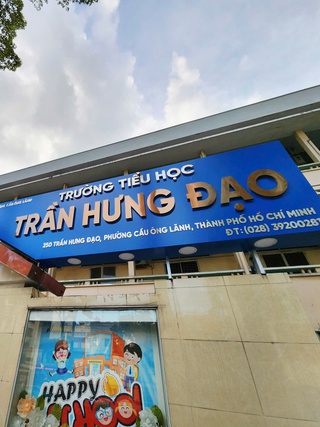 TRƯỜNG TIỂU HỌC
TRẦN HƯNG ĐẠO
250 TRẦN HƯNG ĐẠO, PHƯỜNG CẦU ÔNG LÃNH, THÀNH PHỐ HỒ CHÍ MINH
ĐT: (028) 3920028
HAPPY
SCHOOL